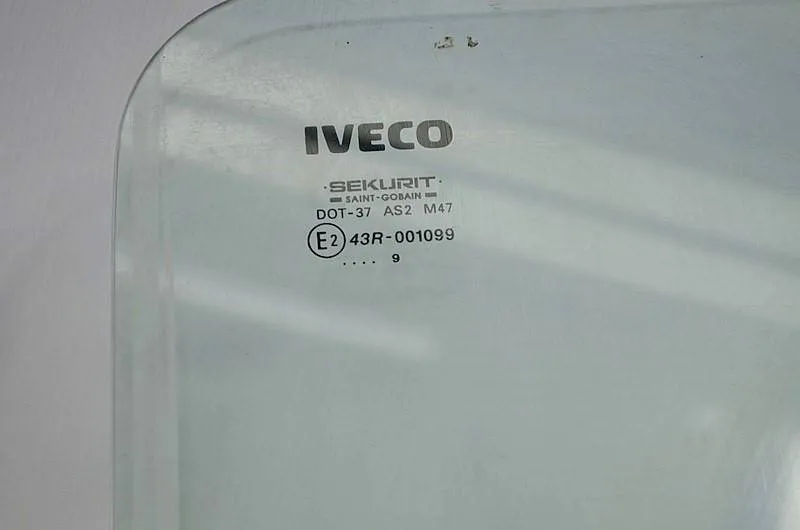 IVECO
·SEKURIT·
SAINT-GOBAIN
DOT-37 AS2 M47
E2 43R-001099
.... 9